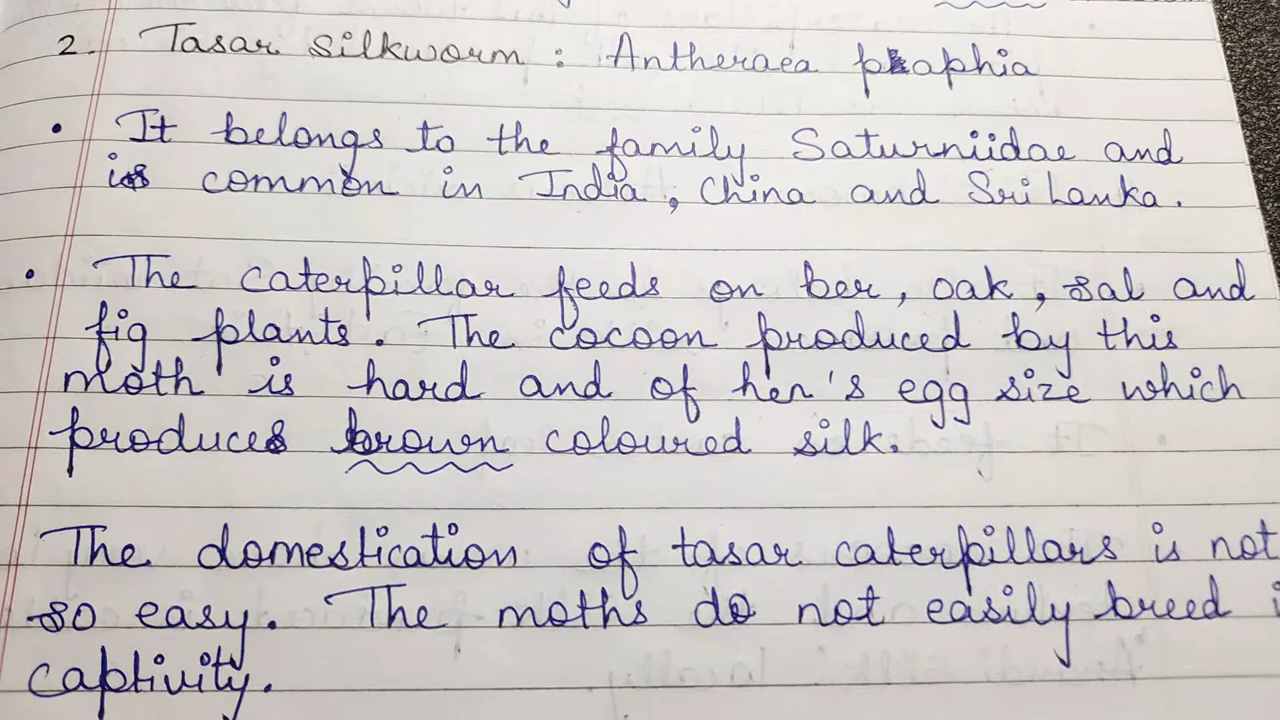 2. Tasar silkworm : Antheraea paphia
• It belongs to the family Saturniidae and
is common in India, China and Sri Lanka.
• The caterpillar feeds on ber, oak, sal and
fig plants. The cocoon produced by this
moth is hard and of hen's egg size which
produces brown coloured silk.
The domestication of tasar caterpillars is not
so easy. The moths do not easily breed i
captivity.